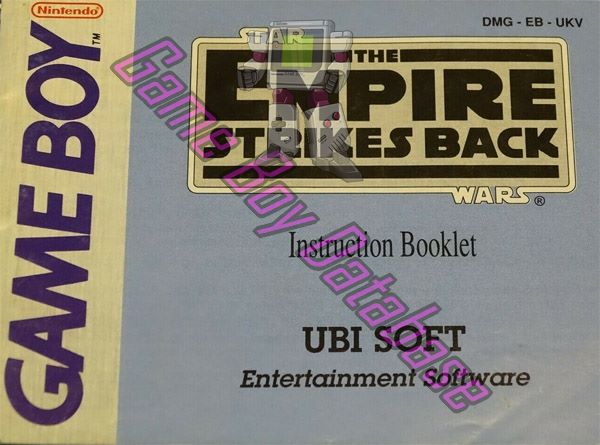 Nintendo
GAME BOY™
DMG - EB - UKV
STAR
THE
EMPIRE
STRIKES BACK
WARS®
Instruction Booklet
UBI SOFT
Entertainment Software
Game Boy Database